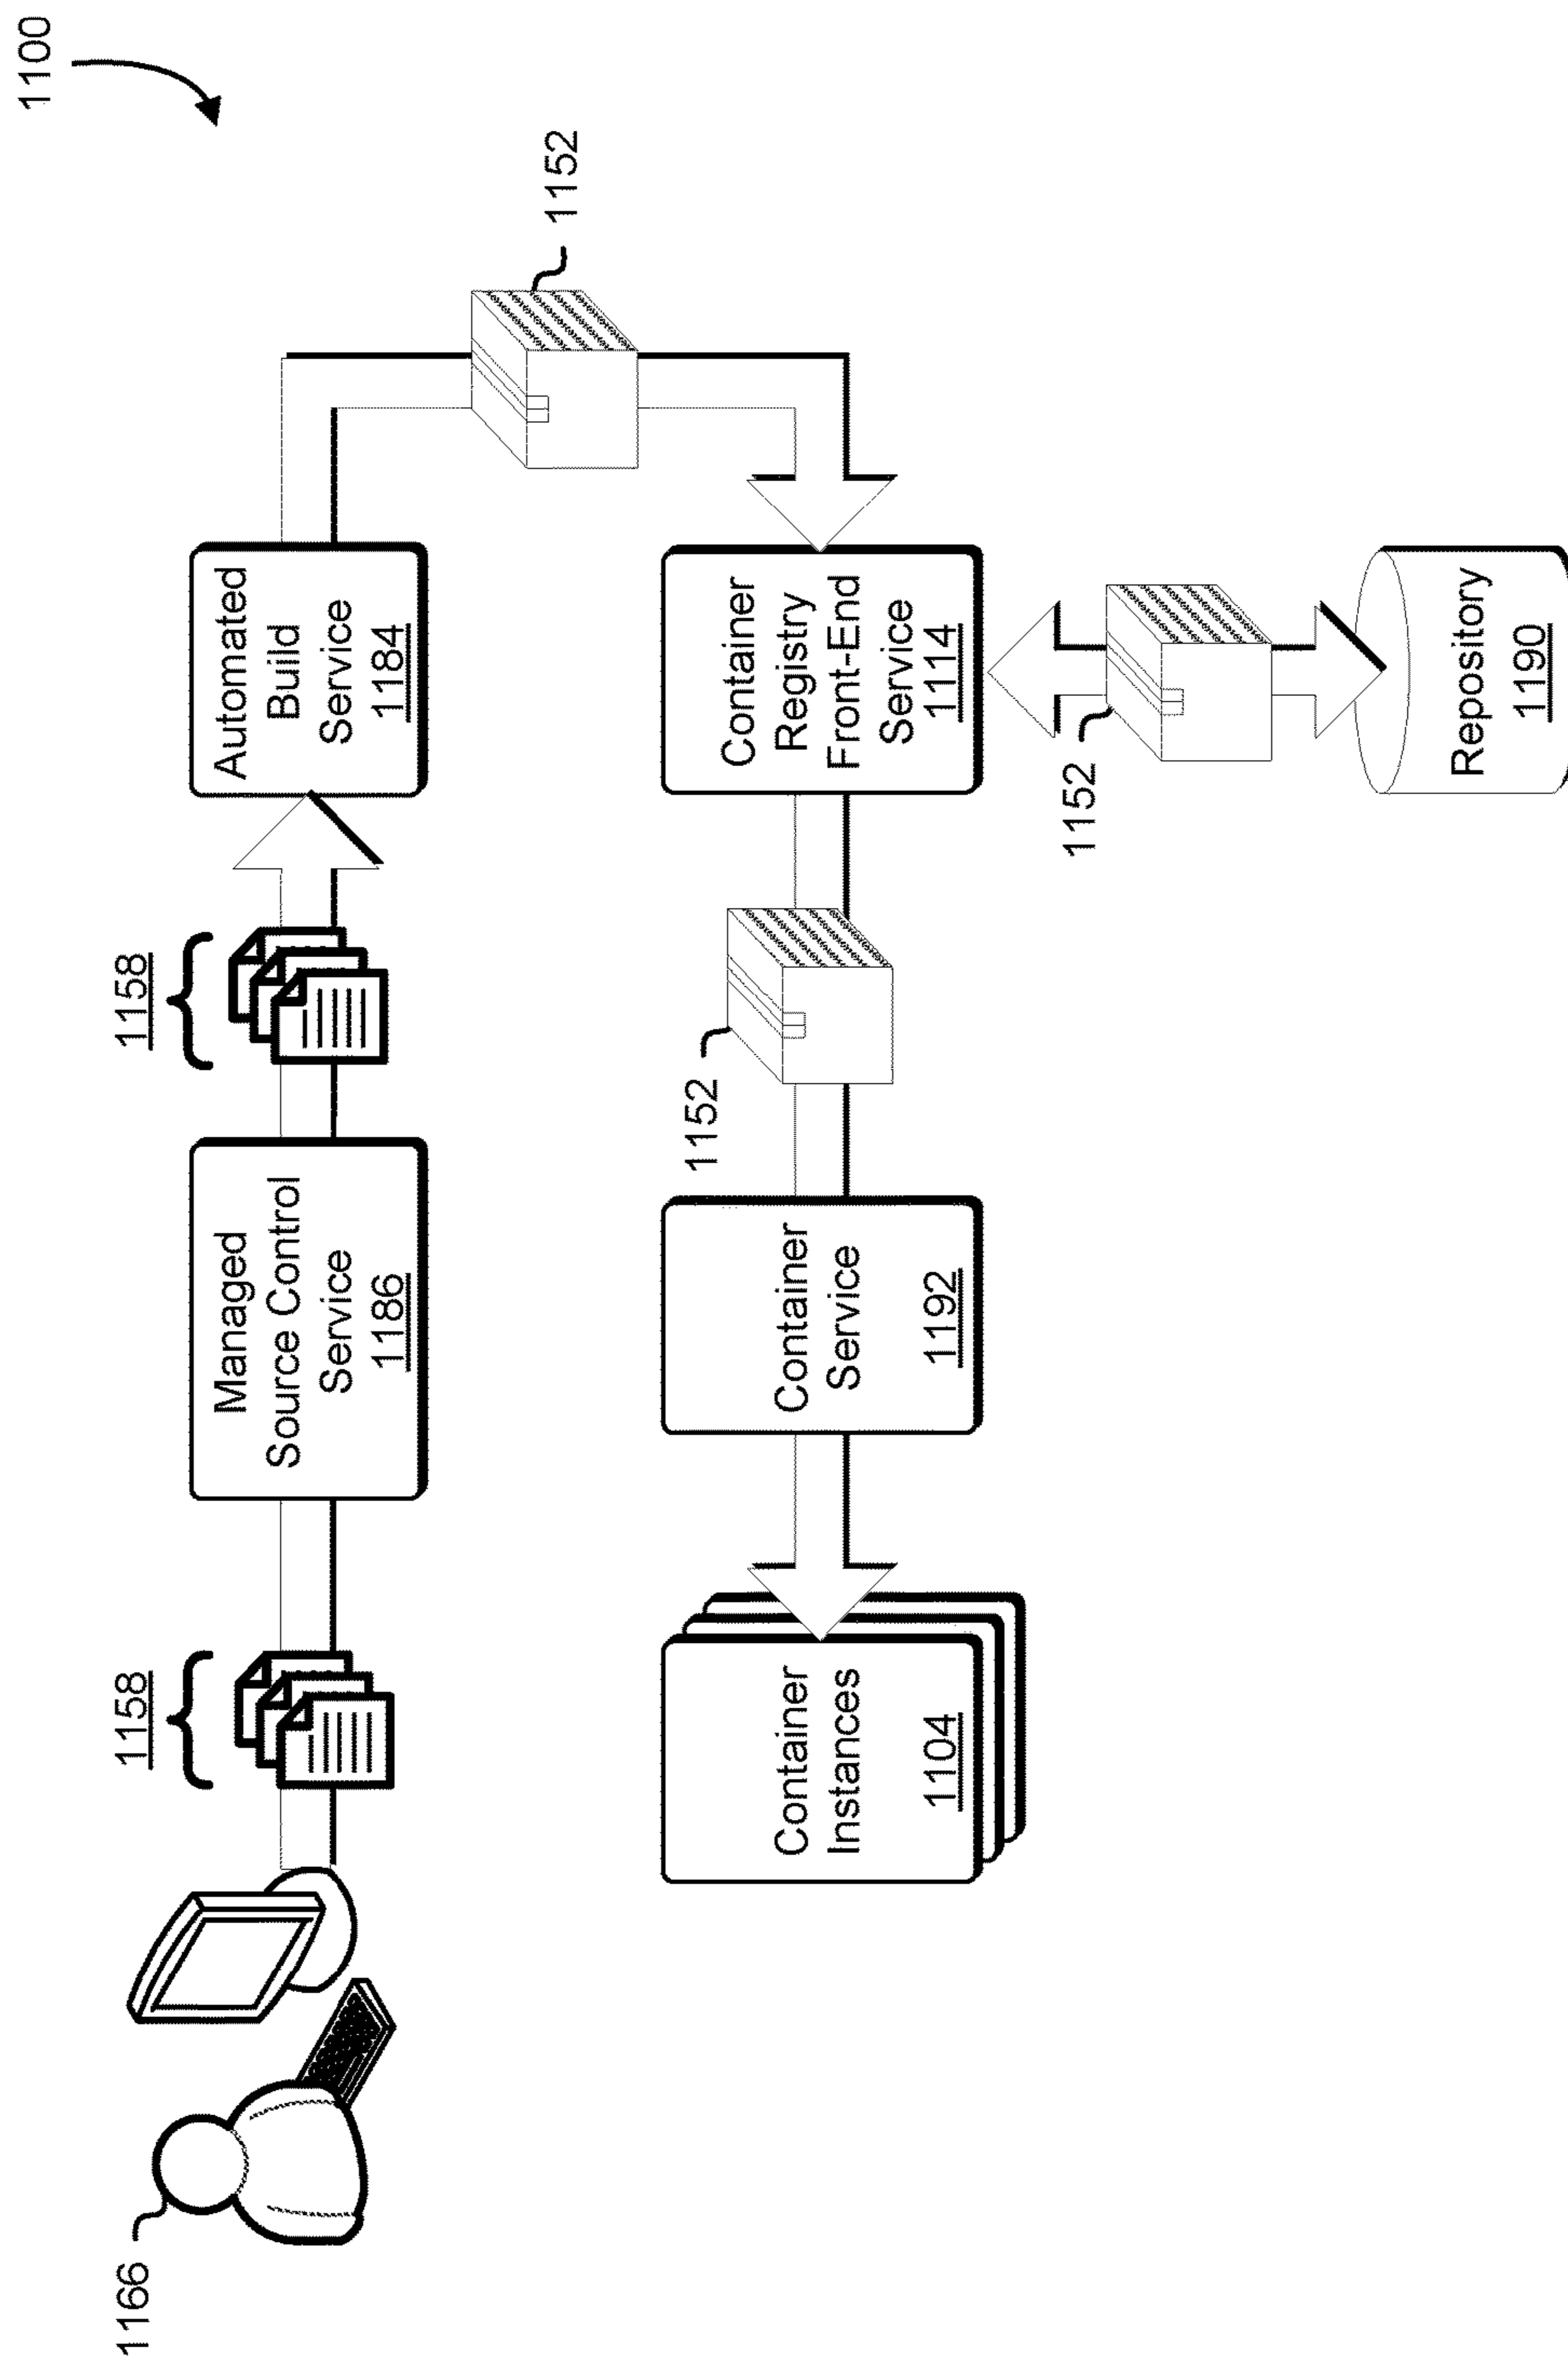 1100
1166
1158
Managed
Source Control
Service
1186
1158
Automated
Build
Service
1184
1152
Container
Instances
1104
Container
Service
1192
1152
Container
Registry
Front-End
Service
1114
1152
Repository
1190